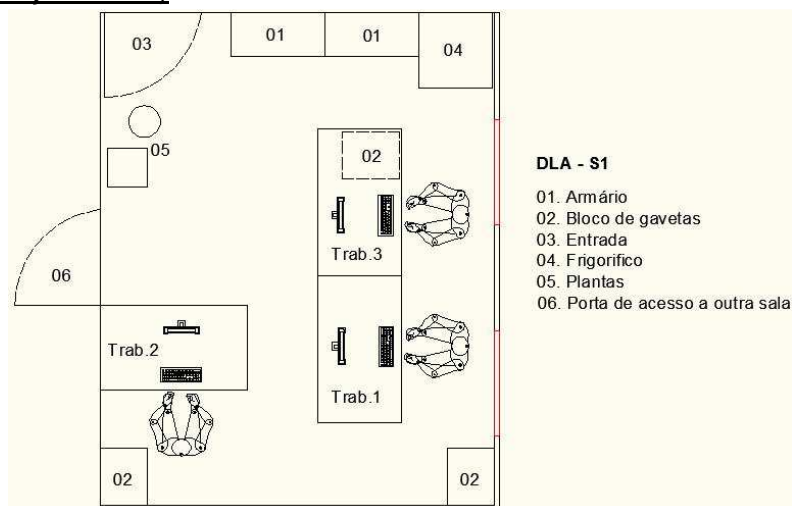 03
01
01
04
05
02
Trab.3
06
Trab.2
Trab.1
02
02
DLA - S1
01. Armário
02. Bloco de gavetas
03. Entrada
04. Frigorifico
05. Plantas
06. Porta de acesso a outra sala